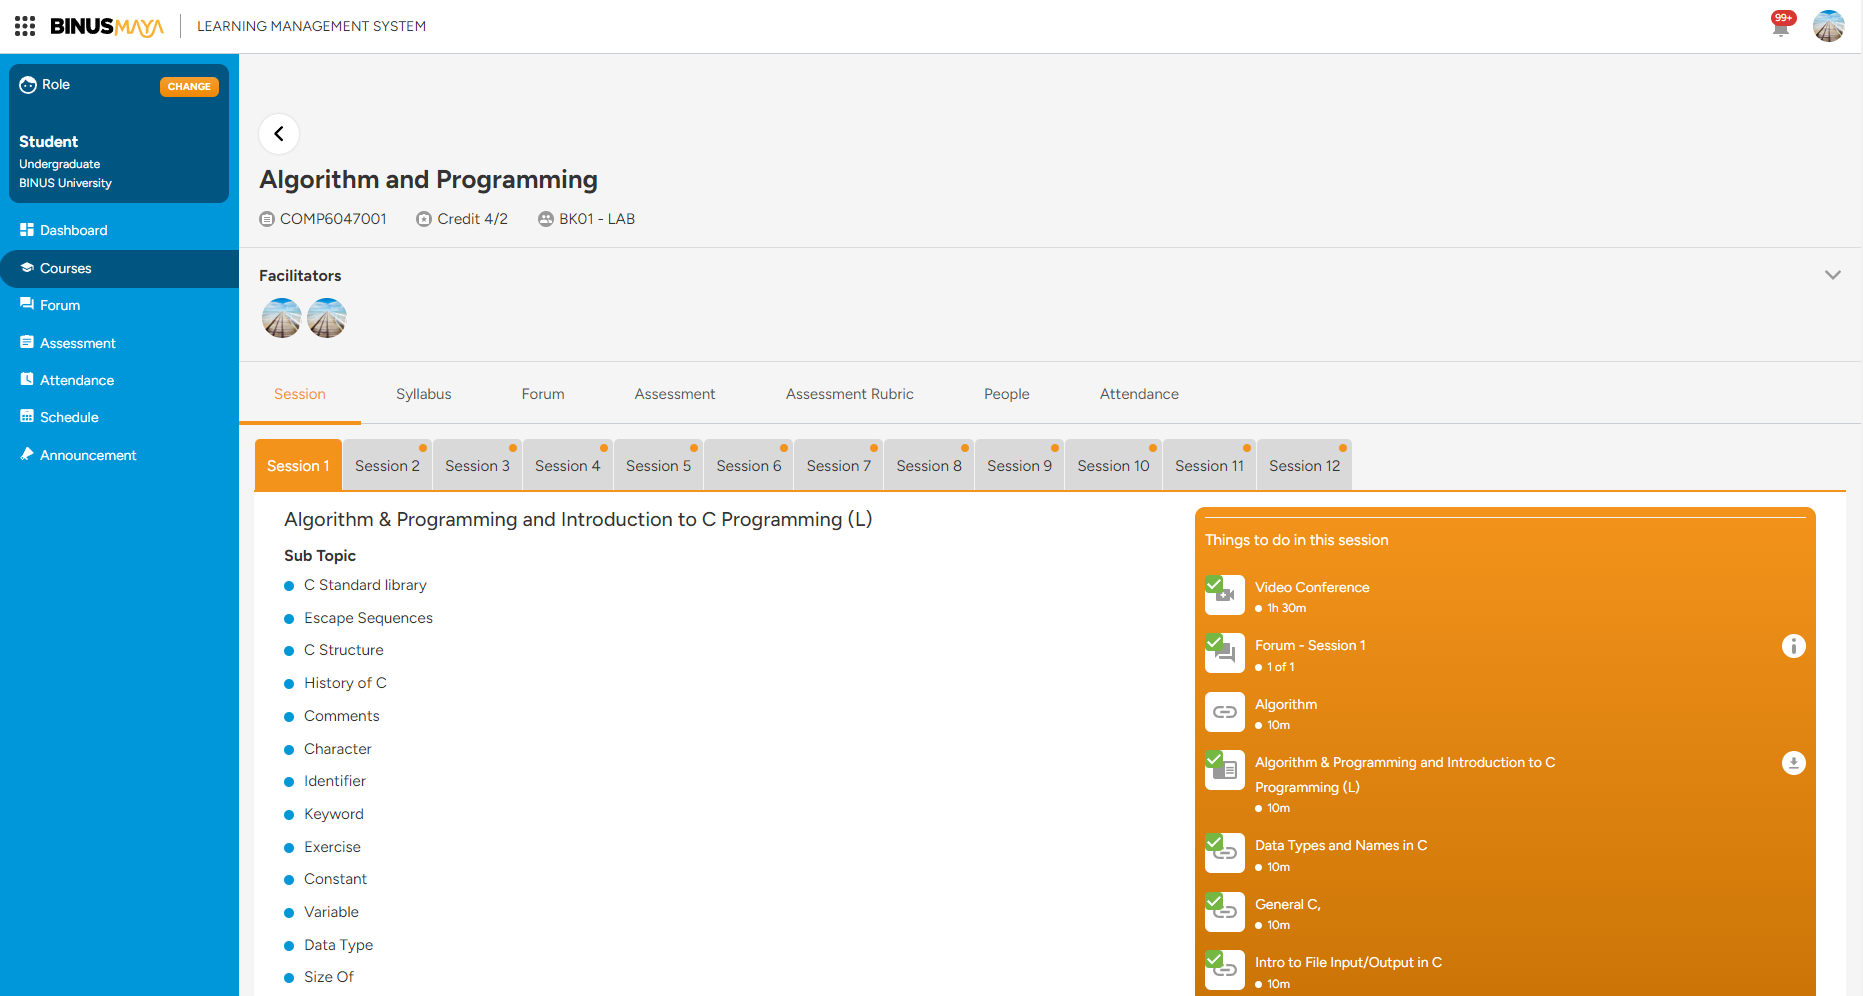 BINUSMAYA
LEARNING MANAGEMENT SYSTEM
99+
Role
CHANGE
Student
Undergraduate
BINUS University
Dashboard
Courses
Forum
Assessment
Attendance
Schedule
Announcement
Algorithm and Programming
COMP6047001
Credit 4/2
BK01 - LAB
Facilitators
Session
Syllabus
Forum
Assessment
Assessment Rubric
People
Attendance
Session 1
Session 2
Session 3
Session 4
Session 5
Session 6
Session 7
Session 8
Session 9
Session 10
Session 11
Session 12
Algorithm & Programming and Introduction to C Programming (L)
Sub Topic
C Standard library
Escape Sequences
C Structure
History of C
Comments
Character
Identifier
Keyword
Exercise
Constant
Variable
Data Type
Size Of
Things to do in this session
Video Conference
1h 30m
Forum - Session 1
1 of 1
Algorithm
10m
Algorithm & Programming and Introduction to C
Programming (L)
10m
Data Types and Names in C
10m
General C,
10m
Intro to File Input/Output in C
10m